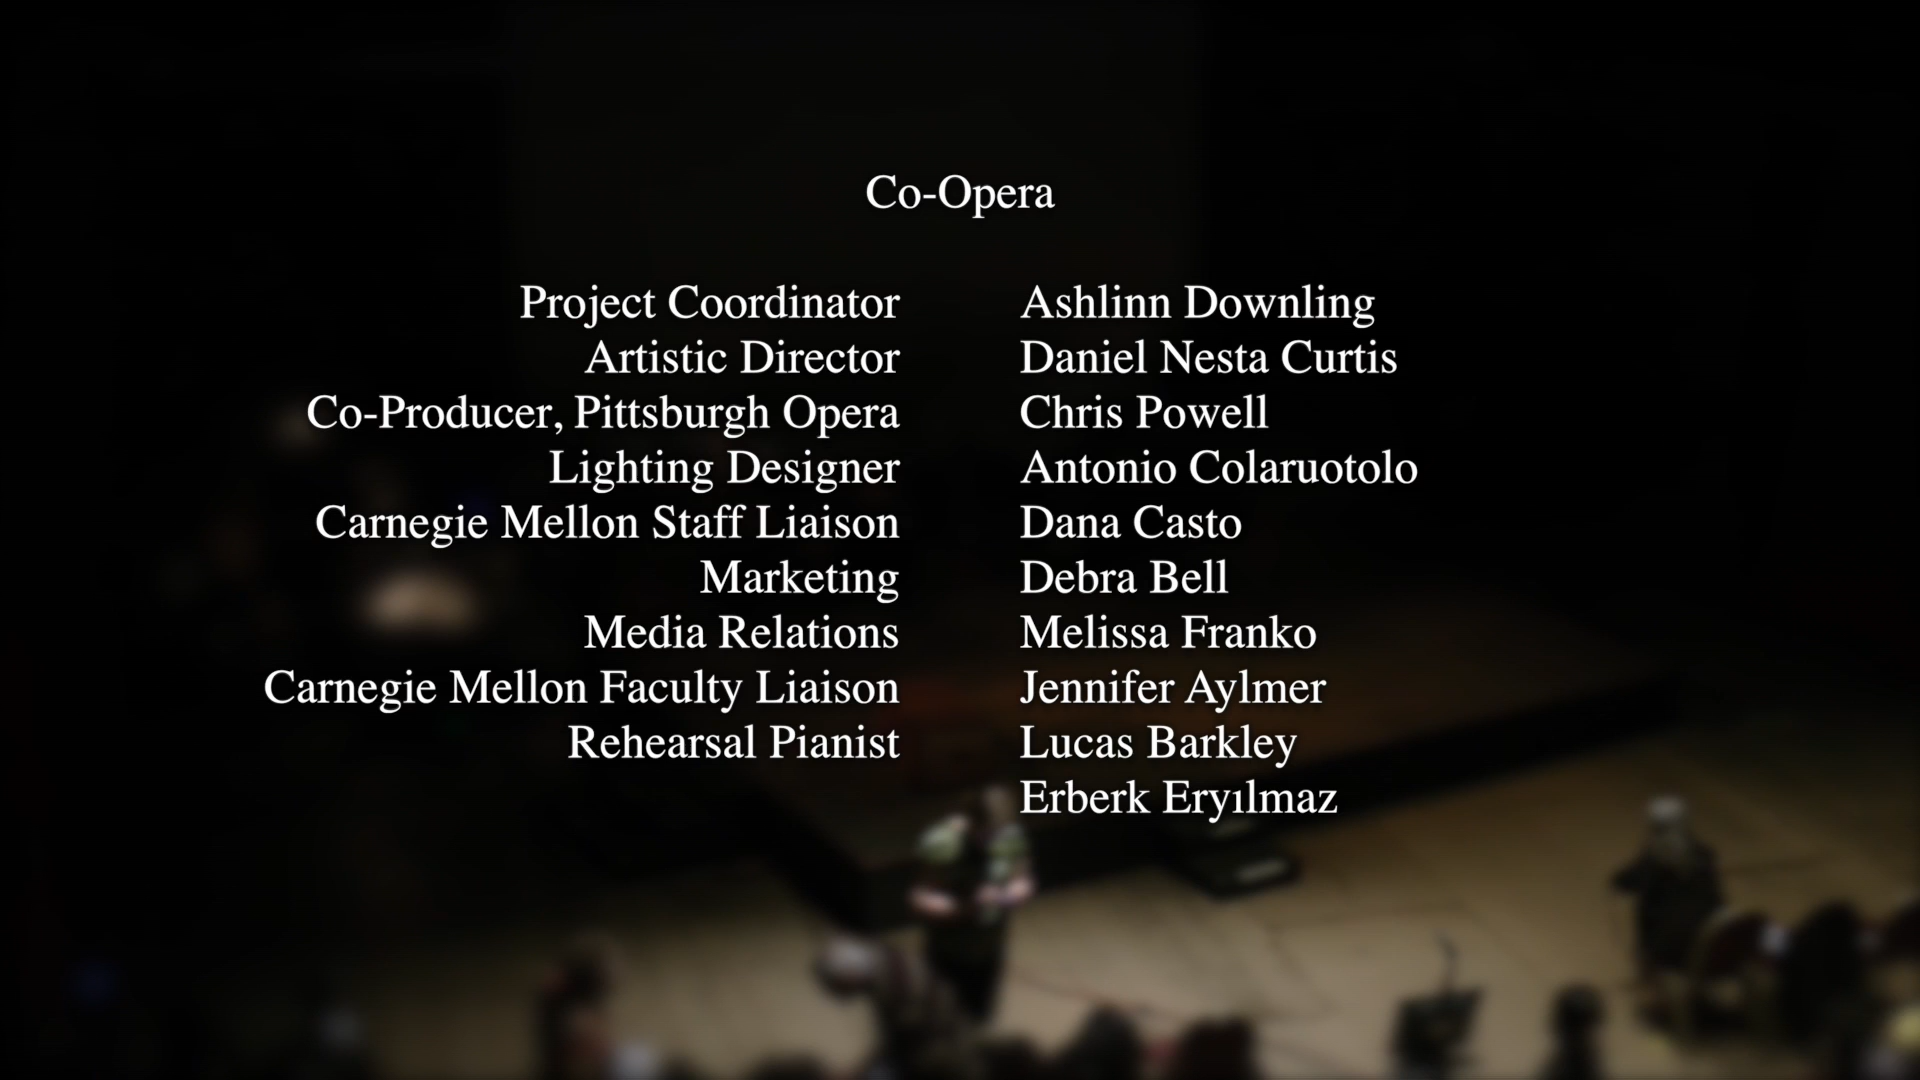 Co-Opera
Project Coordinator Ashlinn Downling
Artistic Director Daniel Nesta Curtis
Co-Producer, Pittsburgh Opera Chris Powell
Lighting Designer Antonio Colaruotolo
Carnegie Mellon Staff Liaison Dana Casto
Marketing Debra Bell
Media Relations Melissa Franko
Carnegie Mellon Faculty Liaison Jennifer Aylmer
Rehearsal Pianist Lucas Barkley
Erberk Eryılmaz